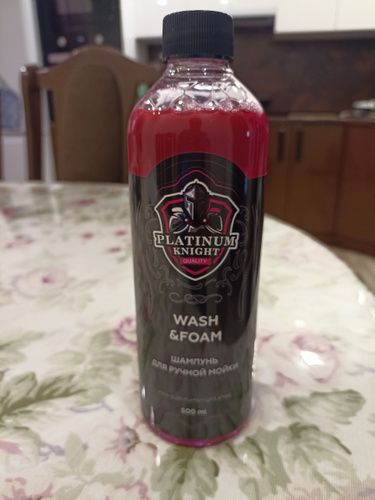 PLATINUM
KNIGHT
QUALITY
WASH
&FOAM
ШАМПУНЬ
ДЛЯ РУЧНОЙ МОЙКИ
500 ml